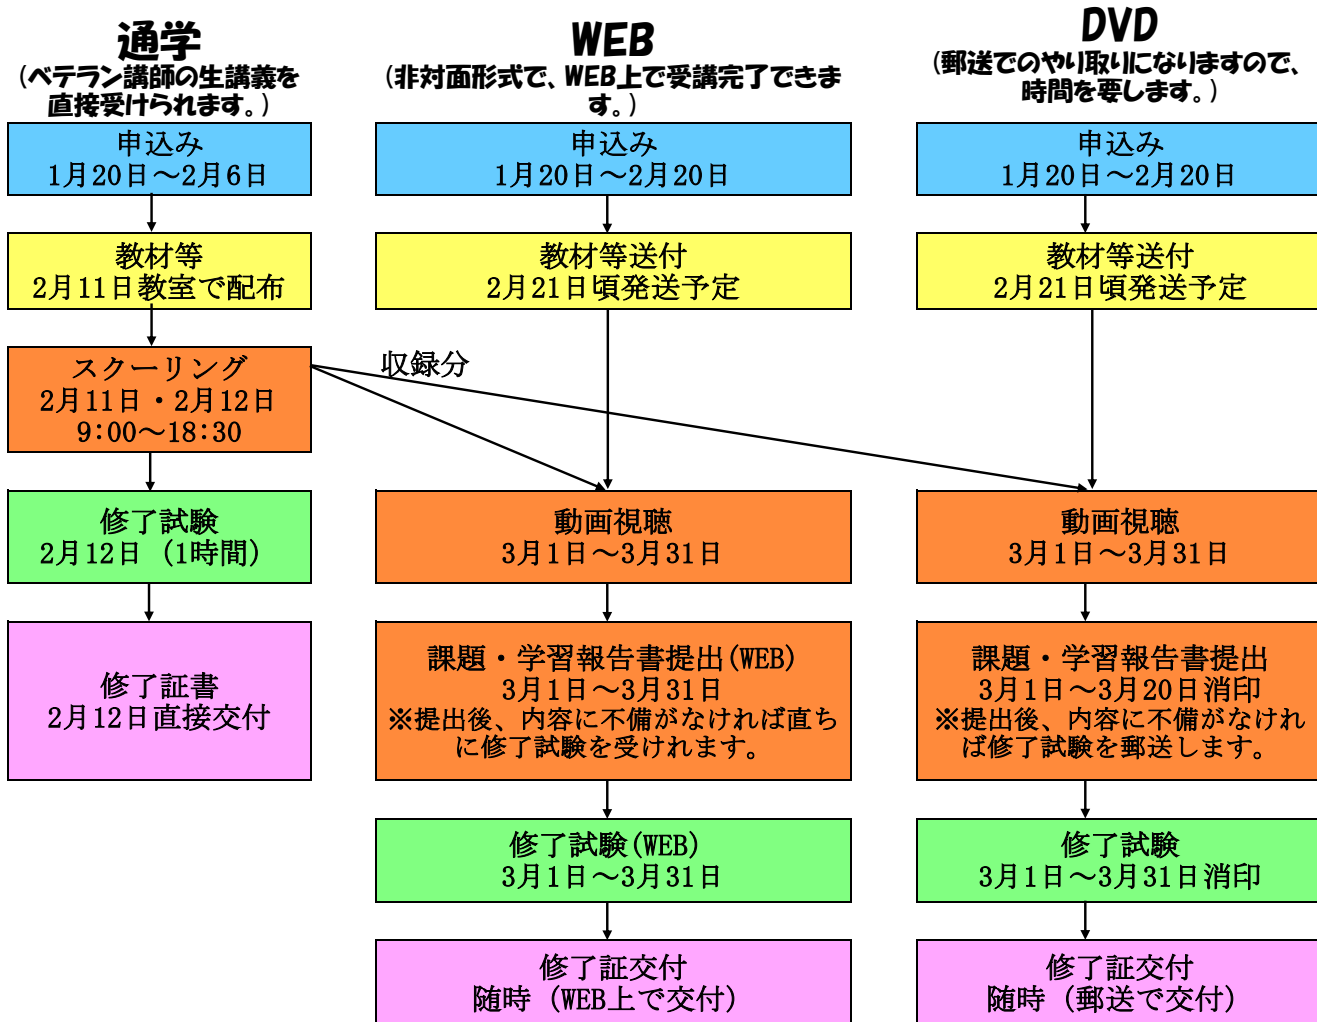 通学
(ベテラン講師の生講義を
直接受けられます。)
申込み
1月20日～2月6日
教材等
2月11日教室で配布
スクーリング
2月11日・2月12日
9:00～18:30
修了試験
2月12日（1時間）
修了証書
2月12日直接交付
収録分
WEB
(非対面形式で、WEB上で受講完了できま
す。)
申込み
1月20日～2月20日
教材等送付
2月21日頃発送予定
動画視聴
3月1日～3月31日
課題・学習報告書提出(WEB)
3月1日～3月31日
※提出後、内容に不備がなければ直ち
に修了試験を受けれます。
修了試験(WEB)
3月1日～3月31日
修了証交付
随時（WEB上で交付）
DVD
(郵送でのやり取りになりますので、
時間を要します。)
申込み
1月20日～2月20日
教材等送付
2月21日頃発送予定
動画視聴
3月1日～3月31日
課題・学習報告書提出
3月1日～3月20日消印
※提出後、内容に不備がなけれ
ば修了試験を郵送します。
修了試験
3月1日～3月31日消印
修了証交付
随時（郵送で交付）